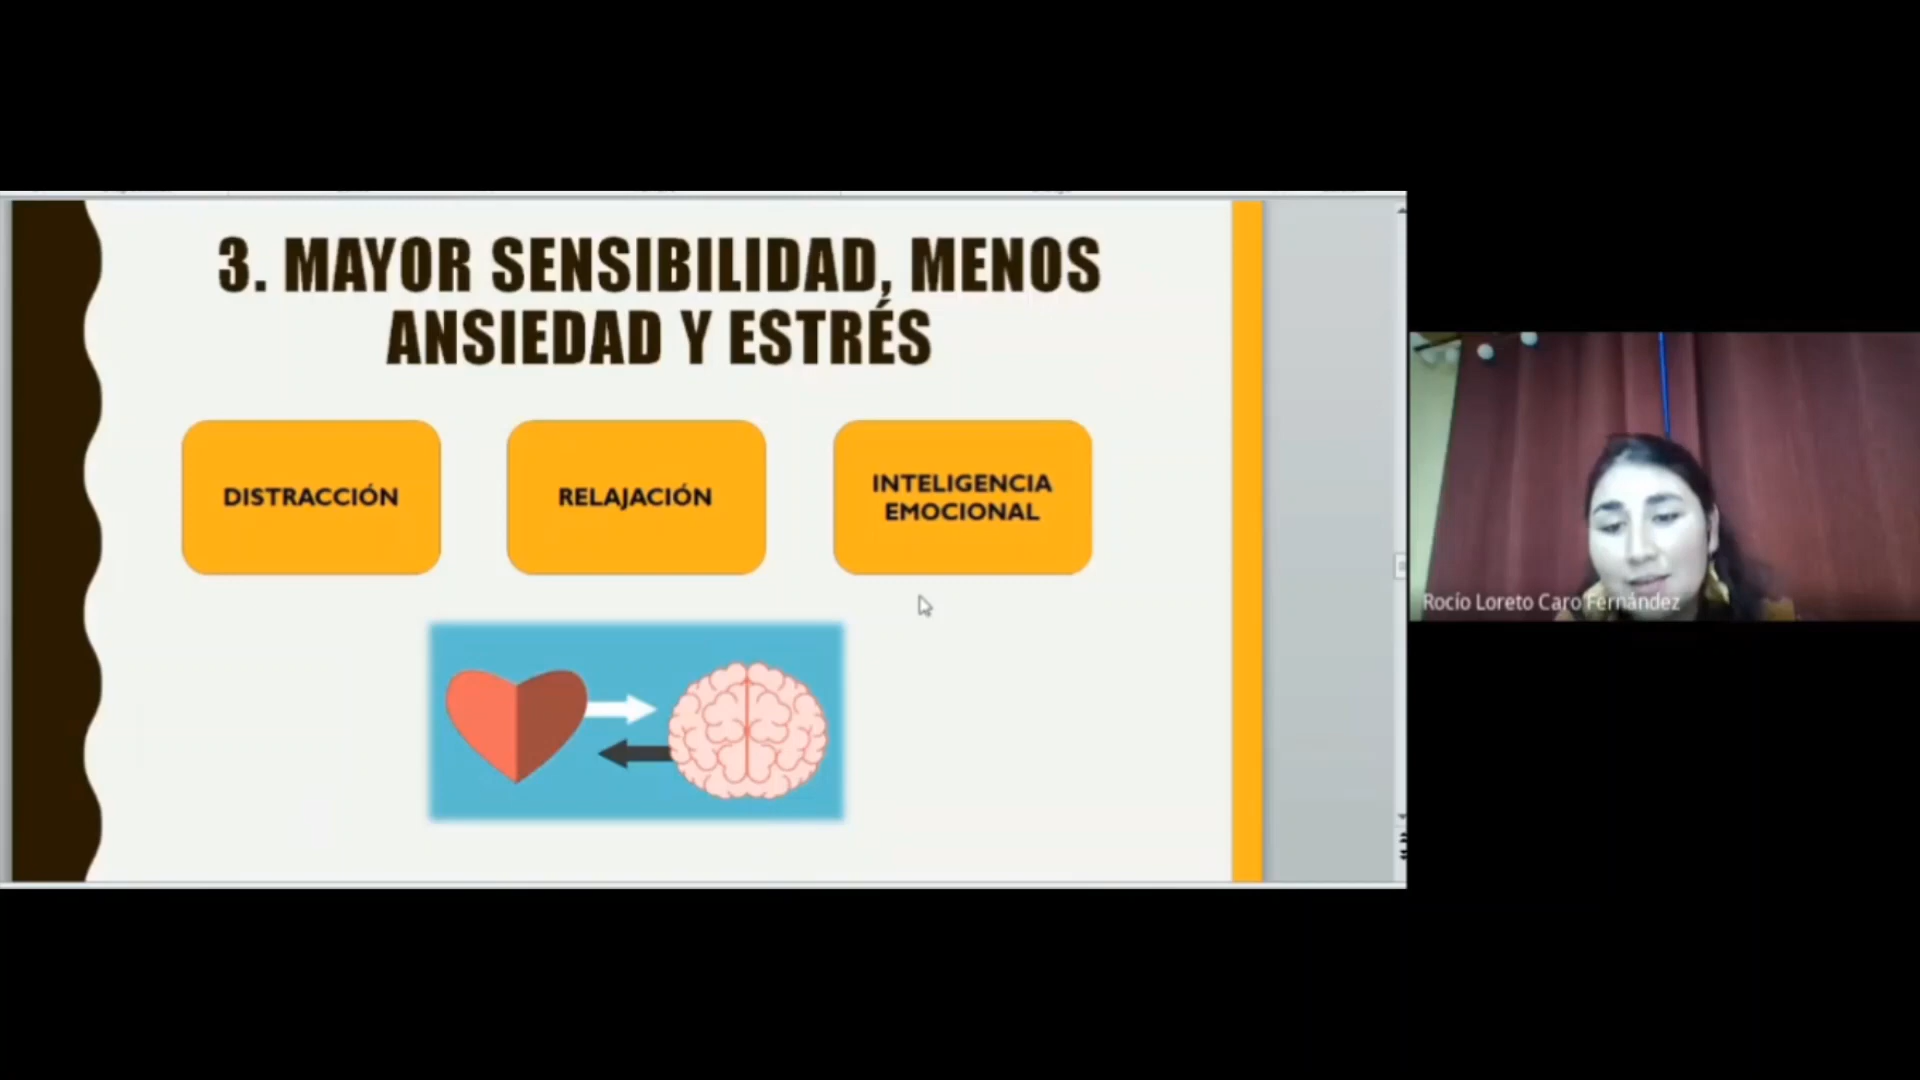 3. MAYOR SENSIBILIDAD, MENOS
ANSIEDAD Y ESTRÉS
DISTRACCIÓN
RELAJACIÓN
INTELIGENCIA
EMOCIONAL
Rocío Loreto Caro Fernández